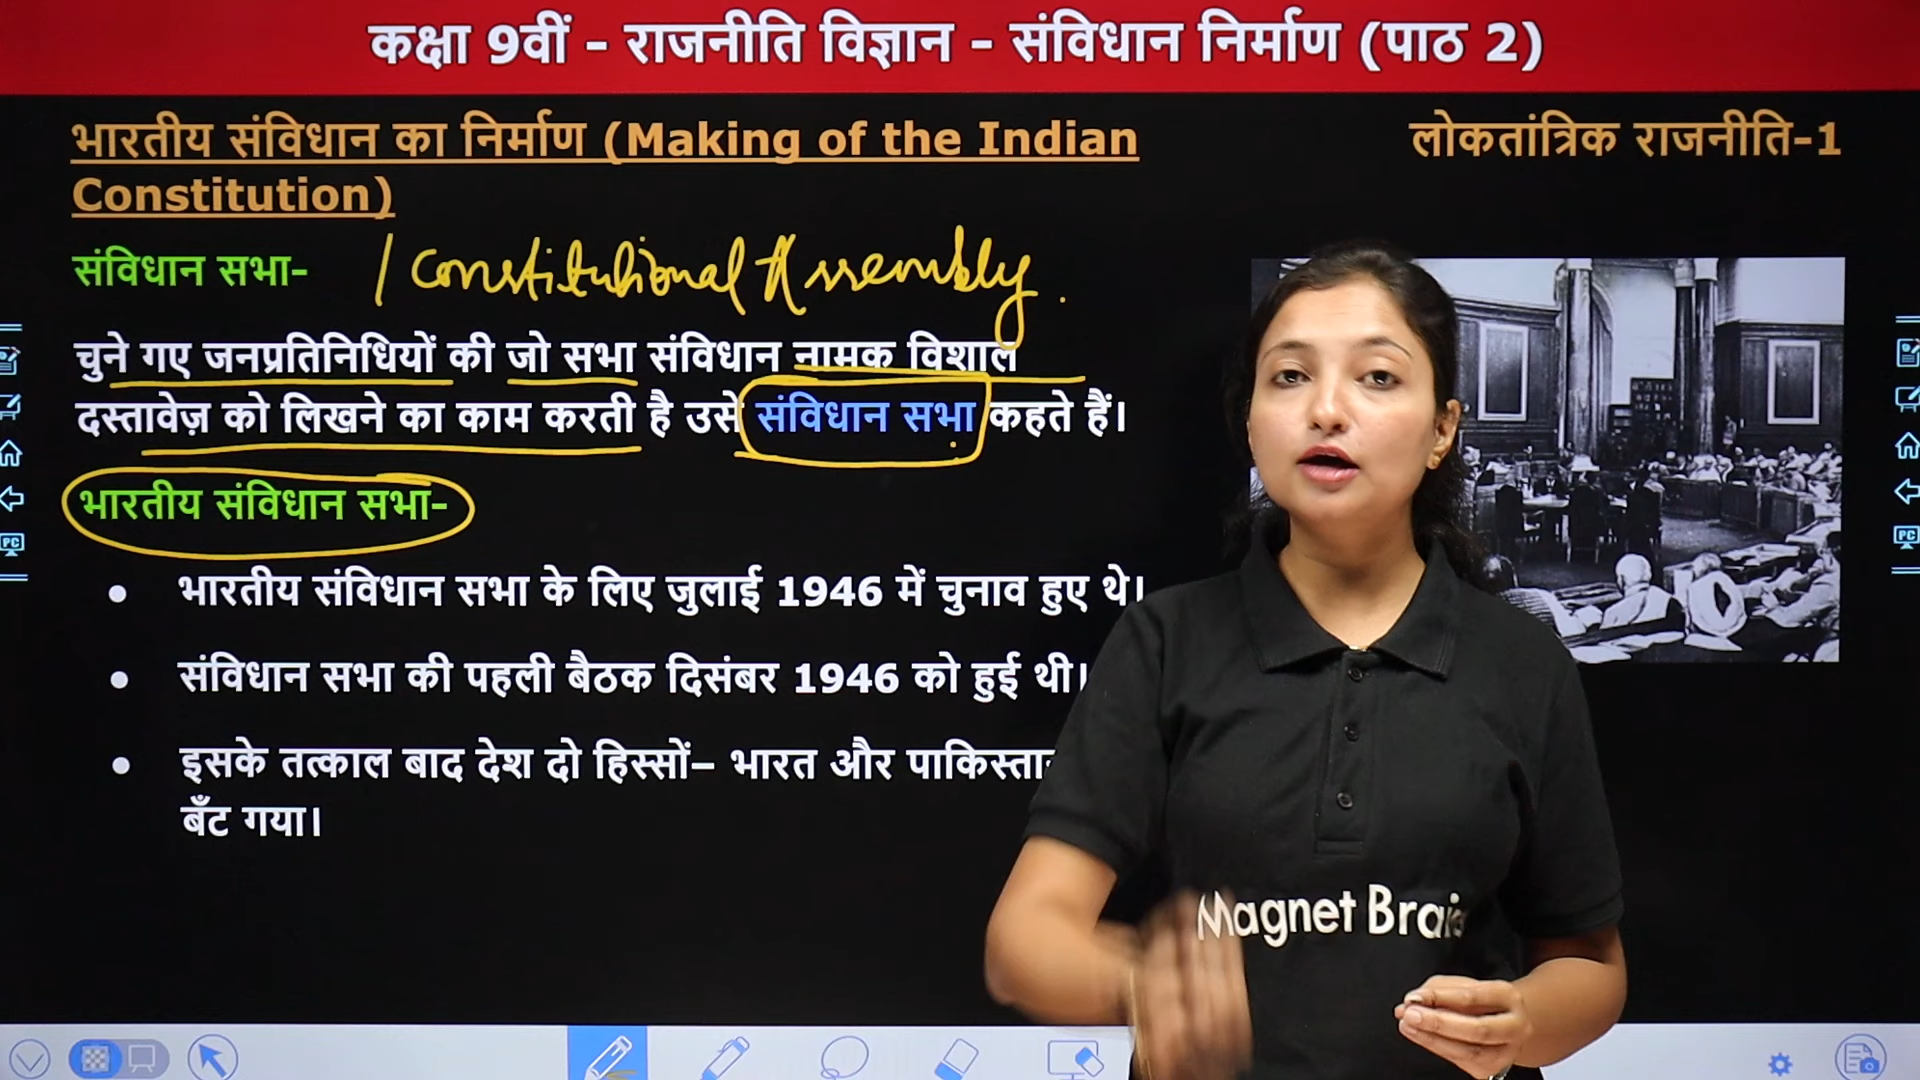 कक्षा 9वीं - राजनीति विज्ञान - संविधान निर्माण (पाठ 2)
भारतीय संविधान का निर्माण (Making of the Indian
Constitution)
लोकतांत्रिक राजनीति-1
संविधान सभा- / Constitutional Assembly.
चुने गए जनप्रतिनिधियों की जो सभा संविधान नामक विशाल
दस्तावेज़ को लिखने का काम करती है उसे संविधान सभा कहते हैं।
भारतीय संविधान सभा-
• भारतीय संविधान सभा के लिए जुलाई 1946 में चुनाव हुए थे।
• संविधान सभा की पहली बैठक दिसंबर 1946 को हुई थी।
• इसके तत्काल बाद देश दो हिस्सों– भारत और
बँट गया।
Magnet
PC
PC